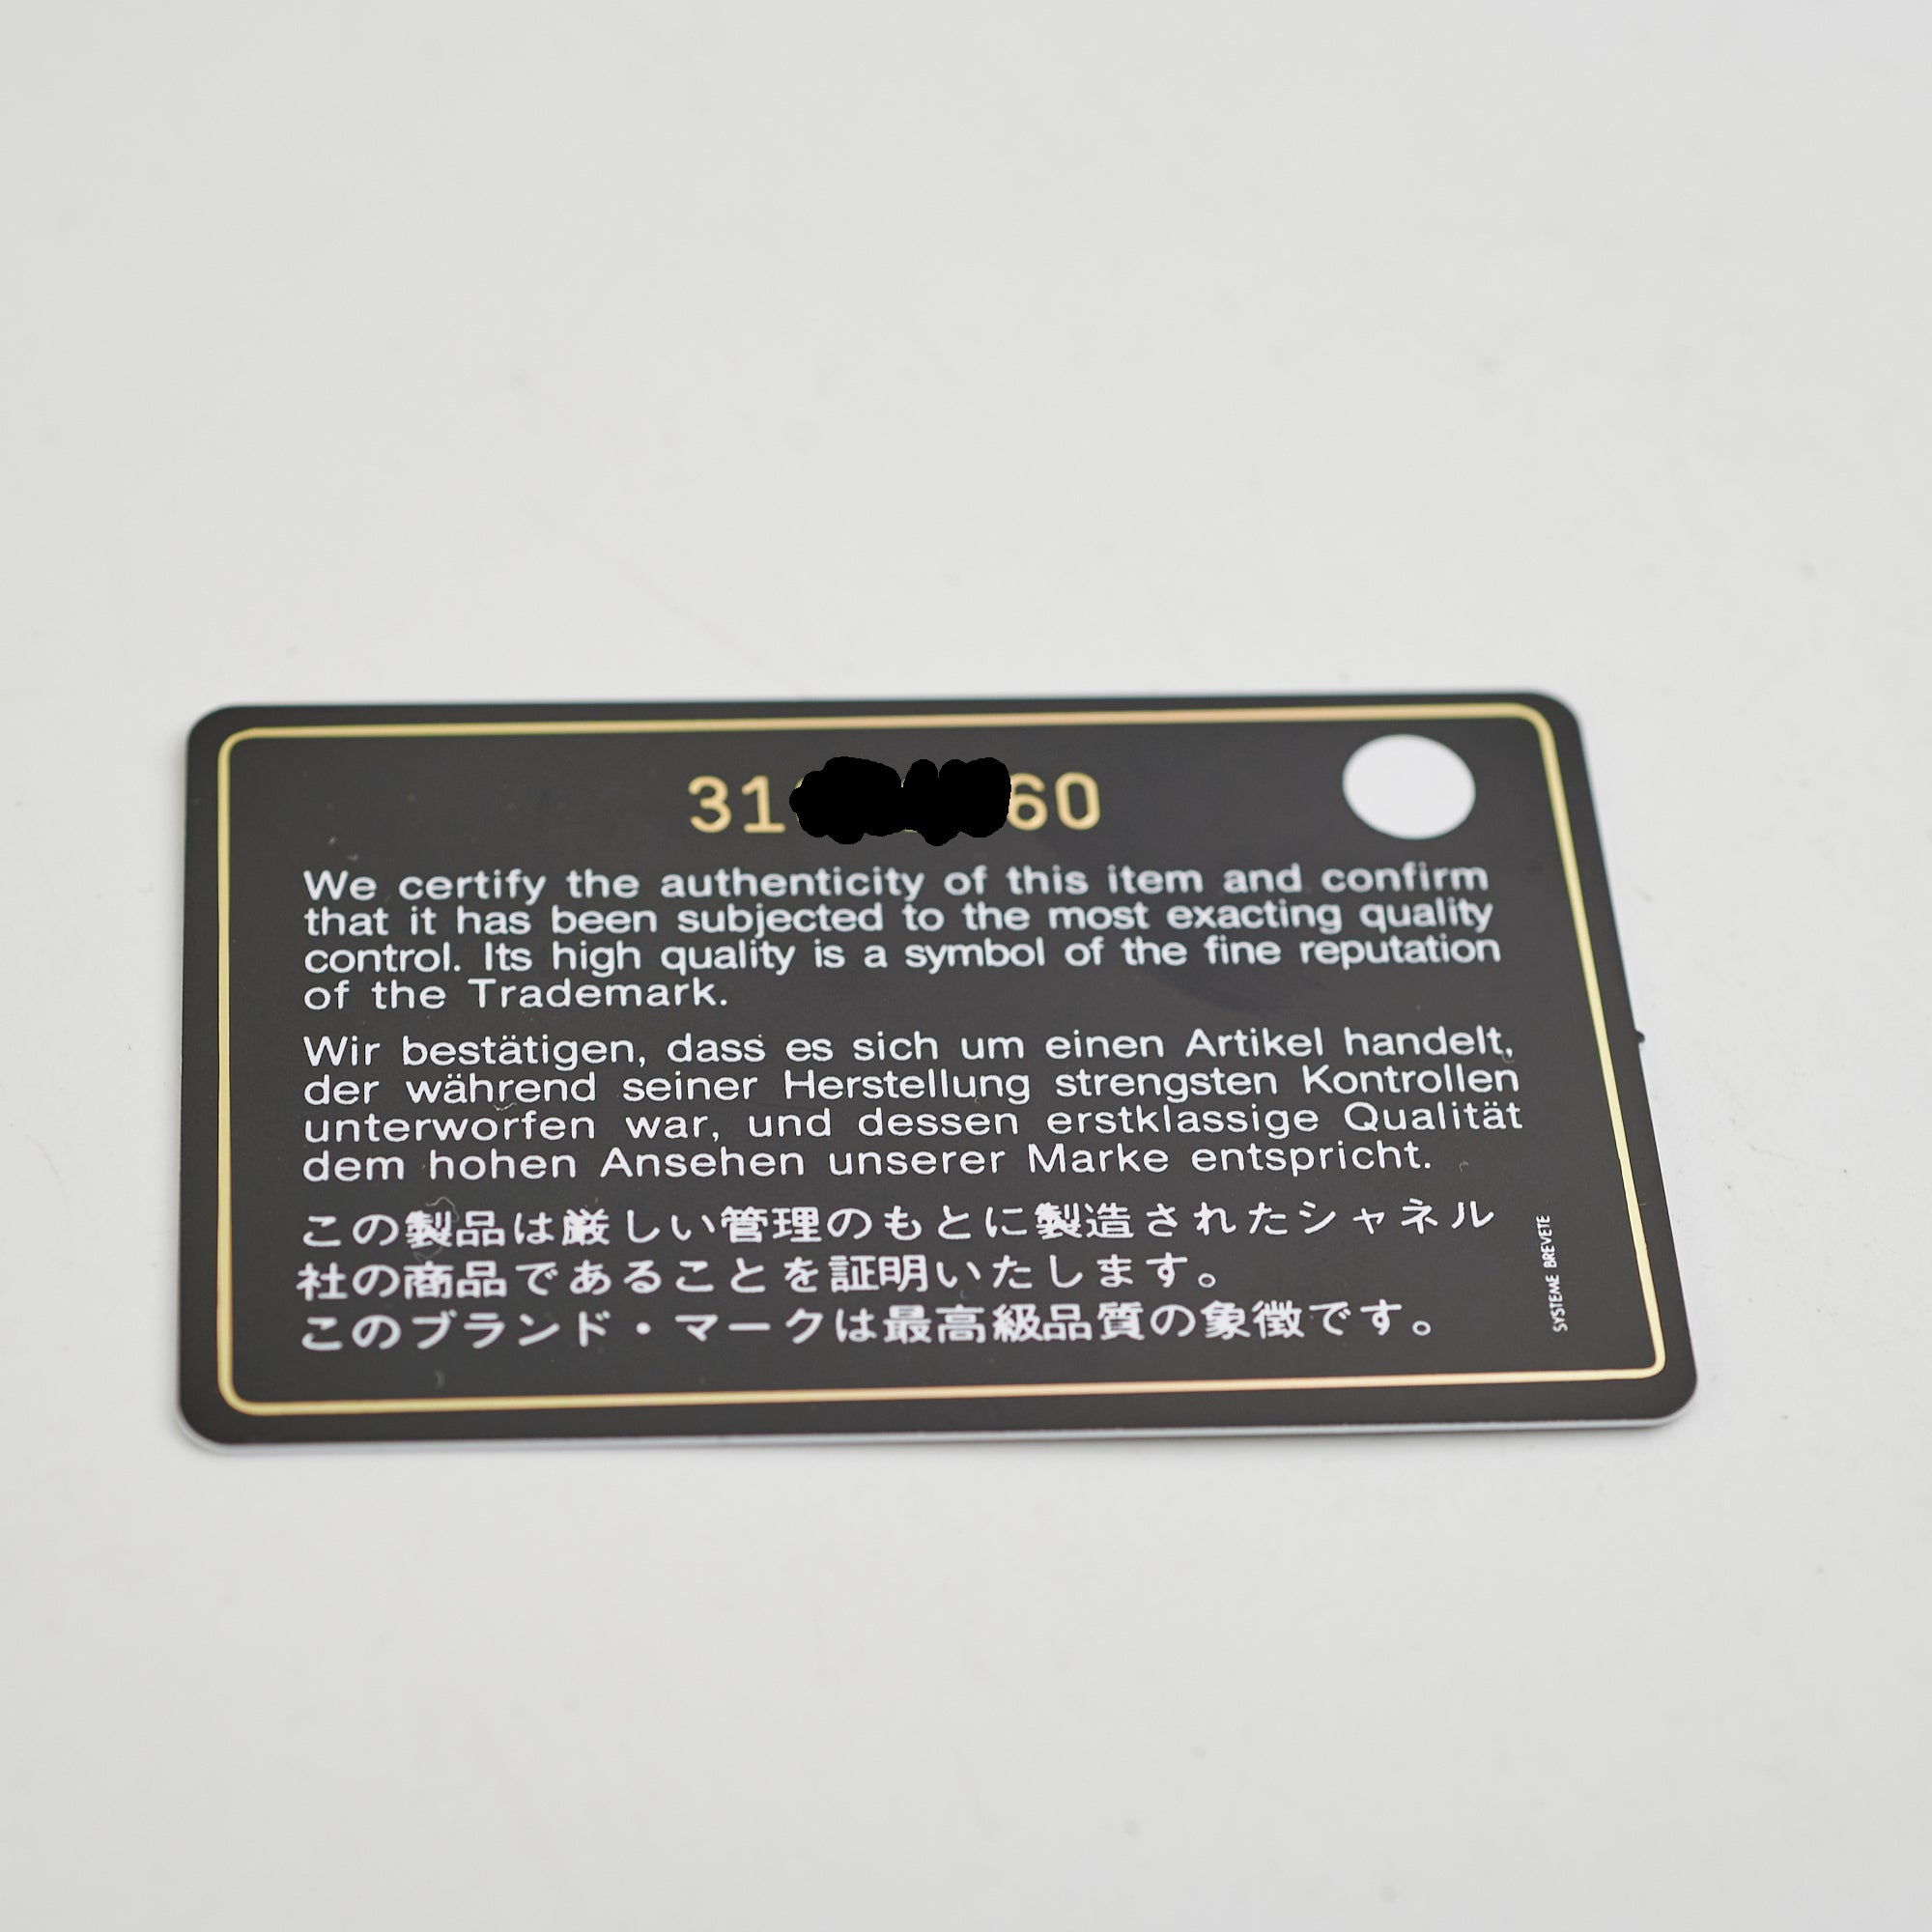 31 60
We certify the authenticity of this item and confirm
that it has been subjected to the most exacting quality
control. Its high quality is a symbol of the fine reputation
of the Trademark.
Wir bestätigen, dass es sich um einen Artikel handelt,
der während seiner Herstellung strengsten Kontrollen
unterworfen war, und dessen erstklassige Qualität
dem hohen Ansehen unserer Marke entspricht.
この製品は厳しい管理のもとに製造されたシャネル
社の商品であることを証明いたします。
このブランド・マークは最高級品質の象徴です。
SYSTEME BREVETE